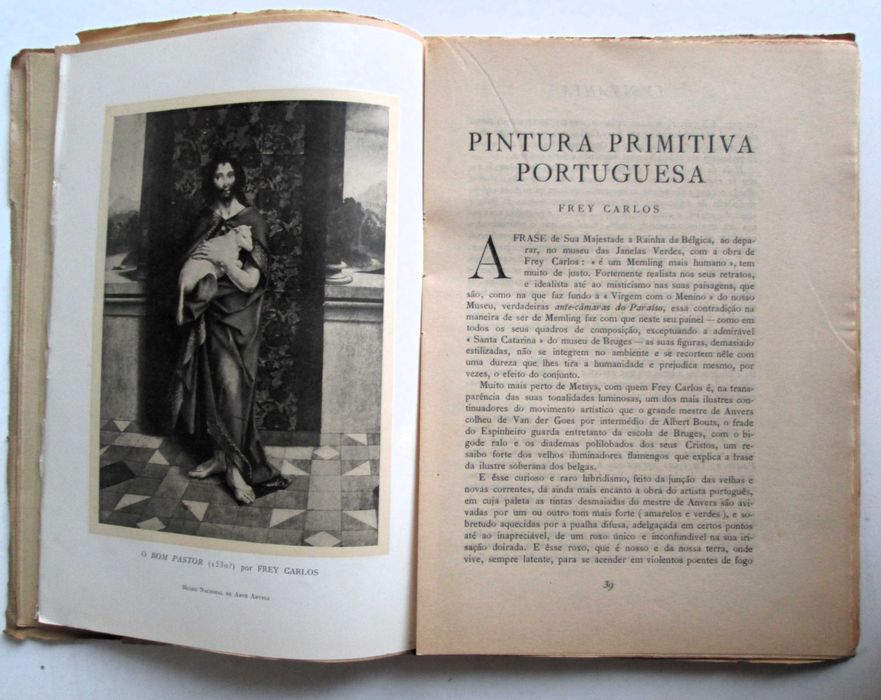 O BOM PASTOR (1530?) por FREY CARLOS
Museu Nacional de Arte Antiga
PINTURA PRIMITIVA
PORTUGUESA
FREY CARLOS
A FRASE de Sua Majestade a Rainha da Bélgica, ao depa-
rar, no museu das Janelas Verdes, com a obra de
Frey Carlos: « é um Memling mais humano », tem
muito de justo. Fortemente realista nos seus retratos,
e idealista até ao misticismo nas suas paisagens, que
são, como na que faz fundo à « Virgem com o Menino » do nosso
Museu, verdadeiras ante-câmaras do Paraíso, essa contradição na
maneira de ser de Memling faz com que neste seu painel — como em
todos os seus quadros de composição, exceptuando a admirável
« Santa Catarina » do museu de Bruges — as suas figuras, demasiado
estilizadas, não se integrem no ambiente e se recortem nêle com
uma dureza que lhes tira a humanidade e prejudica mesmo, por
vezes, o efeito do conjunto.
Muito mais perto de Metsys, com quem Frey Carlos é, na trans-
parência das suas tonalidades luminosas, um dos mais ilustres con-
tinuadores do movimento artístico que o grande mestre de Anvers
colheu de Van der Goes por intermédio de Albert Bouts, o frade
do Espinheiro guarda entretanto da escola de Bruges, com o bi-
gode ralo e os diademas polilobados dos seus Cristos, um re-
saibo forte dos velhos iluminadores flamengos que explica a frase
da ilustre soberana dos belgas.
E êsse curioso e raro hibridismo, feito da junção das velhas e
novas correntes, dá ainda mais encanto à obra do artista português,
em cuja paleta as tintas desmaiadas do mestre de Anvers são avi-
vadas por um ou outro tom mais forte ( amarelos e verdes ), e so-
bretudo aquecidas por a pualha difusa, adelgaçada em certos pontos
até ao inapreciável, de um roxo único e inconfundível na sua iri-
sação doirada. E êsse roxo, que é nosso e da nossa terra, onde
vive, sempre latente, para se acender em violentos poentes de fogo
39